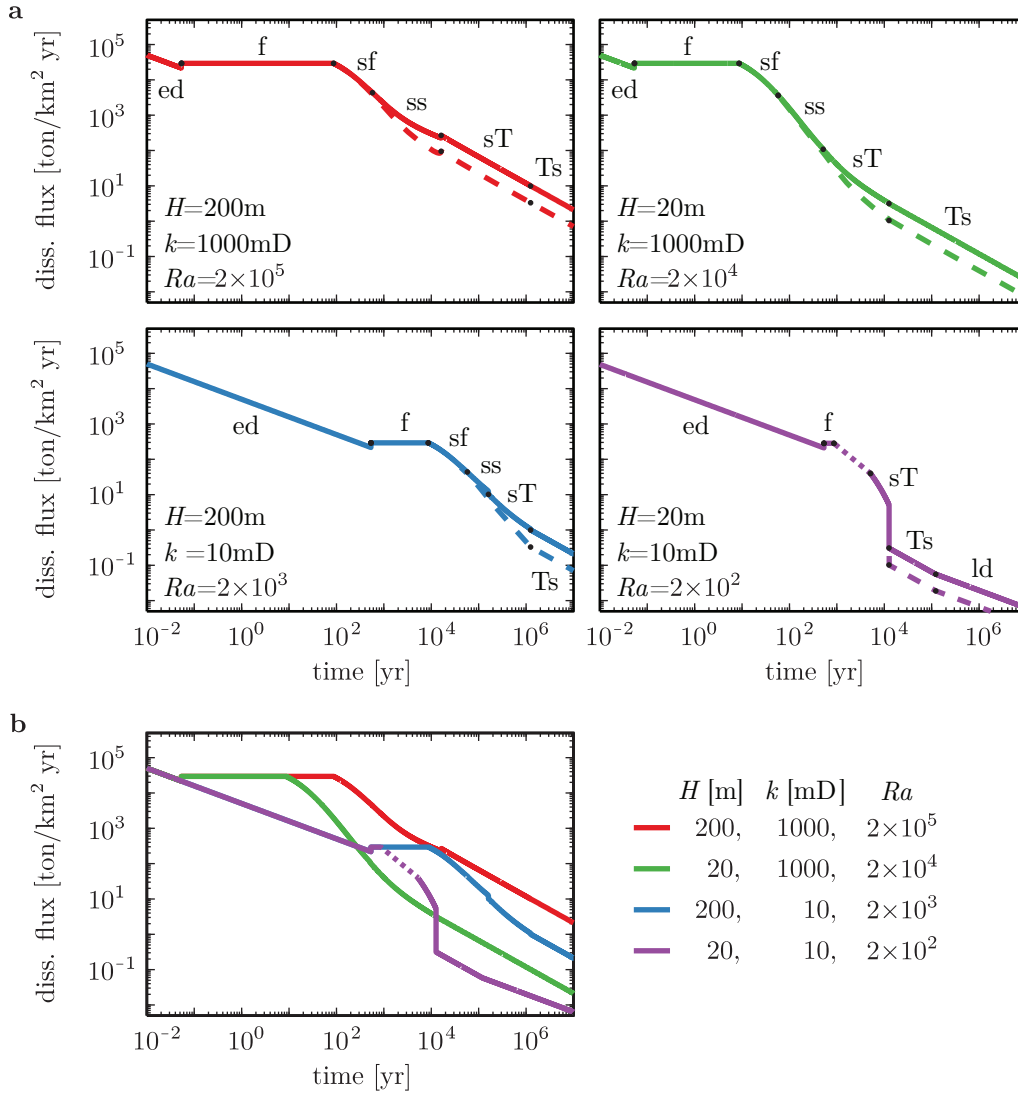 a
diss. flux [ton/km² yr]
10⁵
10³
10¹
10⁻¹
ed
f
sf
ss
sT
Ts
H=200m
k=1000mD
Ra=2×10⁵
ed
f
sf
ss
sT
Ts
H=20m
k=1000mD
Ra=2×10⁴
diss. flux [ton/km² yr]
10⁵
10³
10¹
10⁻¹
ed
f
sf
ss
sT
Ts
H=200m
k =10mD
Ra=2×10³
10⁻² 10⁰ 10² 10⁴ 10⁶
time [yr]
ed
f
sT
Ts
ld
H=20m
k=10mD
Ra=2×10²
10⁻² 10⁰ 10² 10⁴ 10⁶
time [yr]
b
diss. flux [ton/km² yr]
10⁵
10³
10¹
10⁻¹
10⁻² 10⁰ 10² 10⁴ 10⁶
time [yr]
H [m] k [mD] Ra
200, 1000, 2×10⁵
20, 1000, 2×10⁴
200, 10, 2×10³
20, 10, 2×10²